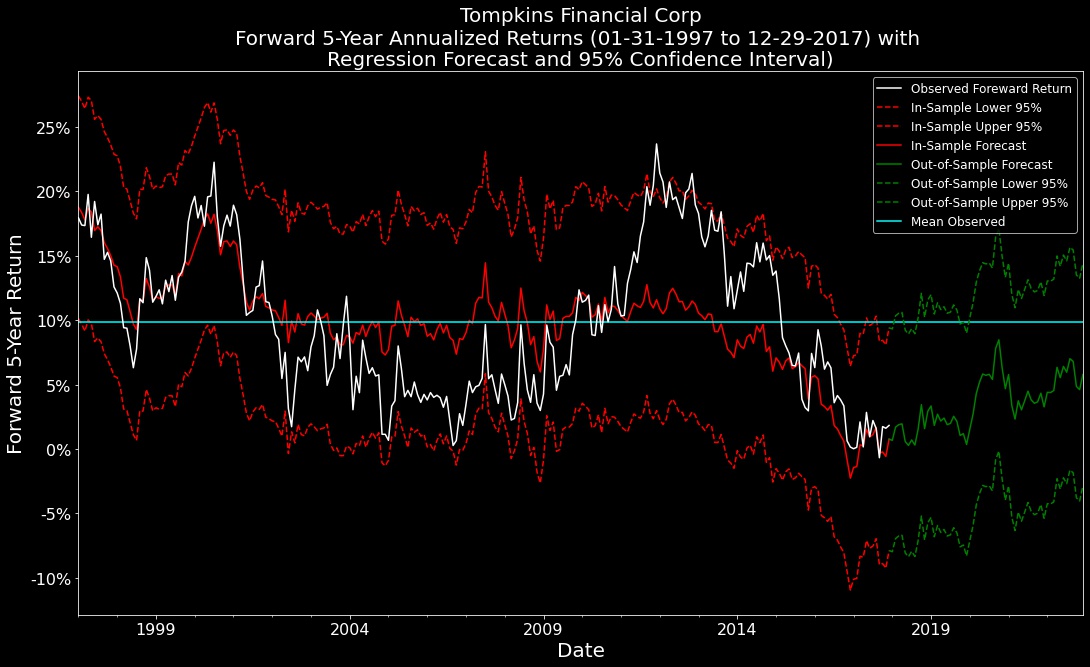 Tompkins Financial Corp
Forward 5-Year Annualized Returns (01-31-1997 to 12-29-2017) with
Regression Forecast and 95% Confidence Interval)
Observed Foreward Return
In-Sample Lower 95%
In-Sample Upper 95%
In-Sample Forecast
Out-of-Sample Forecast
Out-of-Sample Lower 95%
Out-of-Sample Upper 95%
Mean Observed
Forward 5-Year Return
25%
20%
15%
10%
5%
0%
-5%
-10%
1999
2004
2009
2014
2019
Date